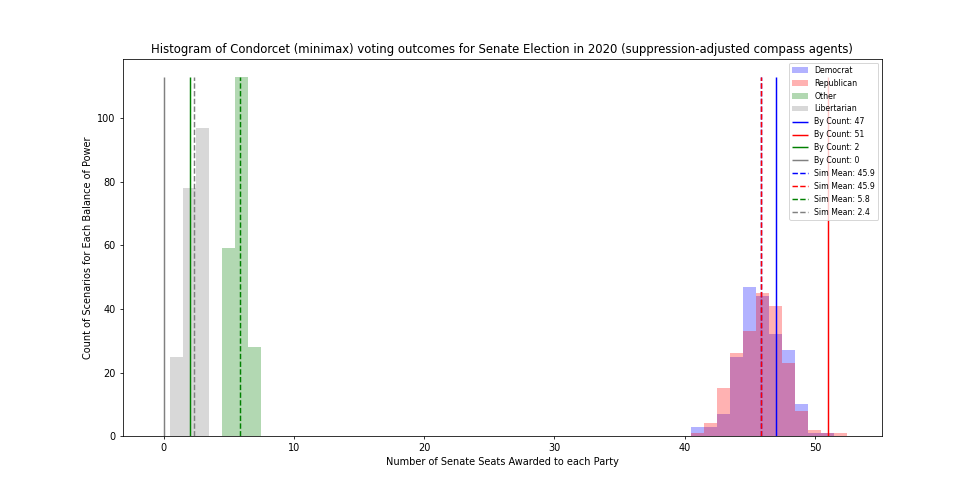 Histogram of Condorcet (minimax) voting outcomes for Senate Election in 2020 (suppression-adjusted compass agents)
Democrat
Republican
Other
Libertarian
By Count: 47
By Count: 51
By Count: 2
By Count: 0
Sim Mean: 45.9
Sim Mean: 45.9
Sim Mean: 5.8
Sim Mean: 2.4
Count of Scenarios for Each Balance of Power
100
80
60
40
20
0
0 10 20 30 40 50
Number of Senate Seats Awarded to each Party